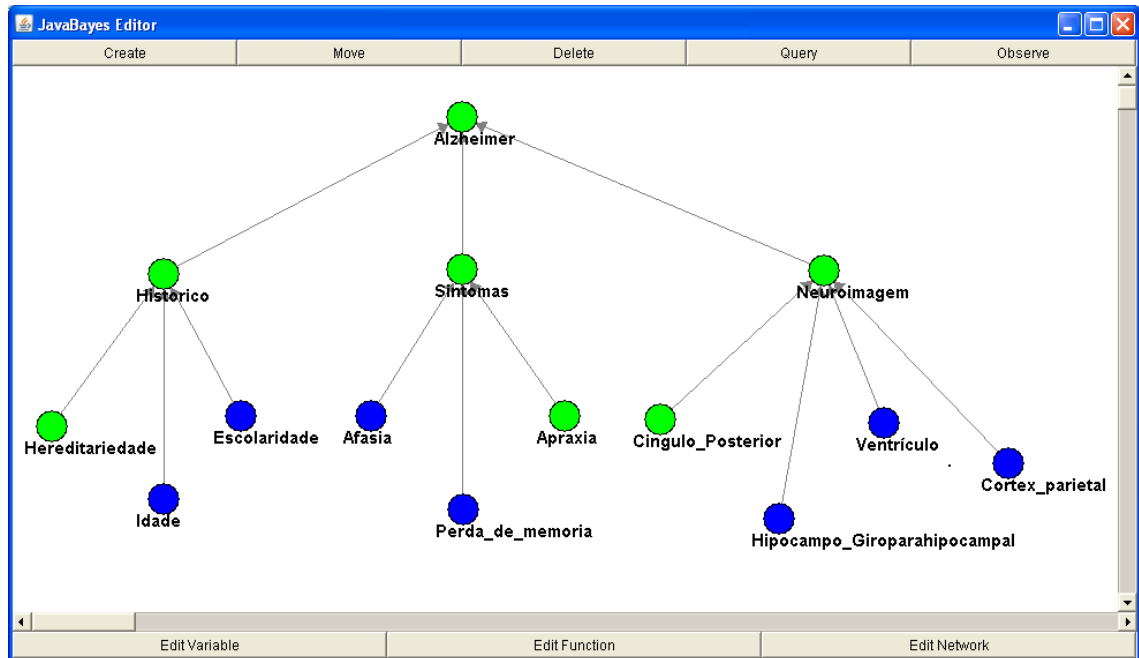 JavaBayes Editor
Create Move Delete Query Observe
Alzheimer
Historico Sintomas Neuroimagem
Hereditariedade Escolaridade Afasia Apraxia Cingulo_Posterior Ventrículo
Cortex_parietal
Idade Perda_de_memoria Hipocampo_Giroparahipocampal
Edit Variable Edit Function Edit Network